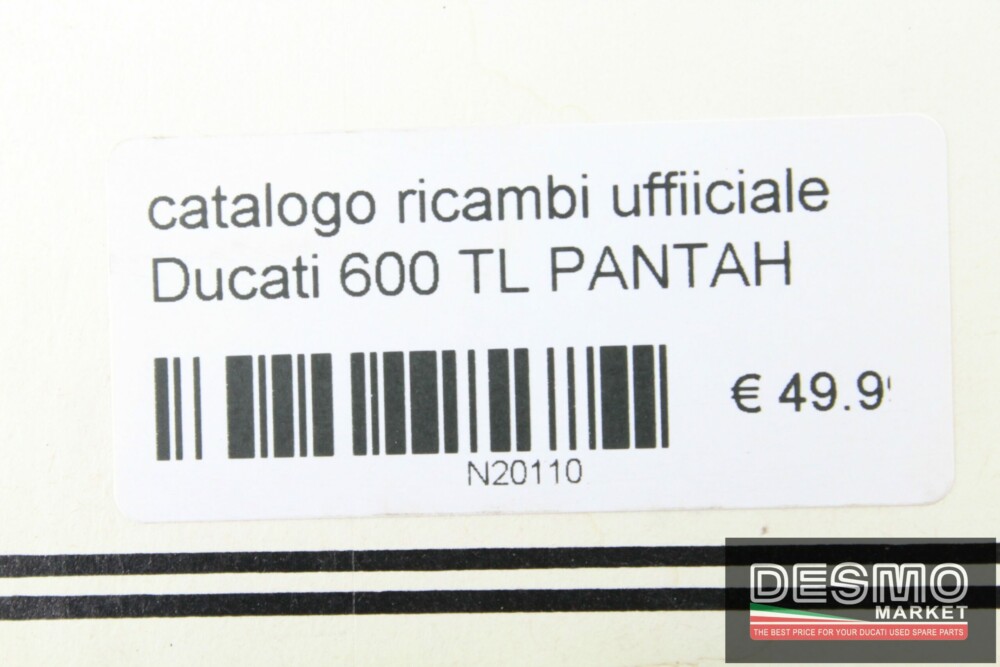 catalogo ricambi uffiiciale
Ducati 600 TL PANTAH
€ 49.9
N20110
DESMO
MARKET
THE BEST PRICE FOR YOUR DUCATI USED SPARE PARTS